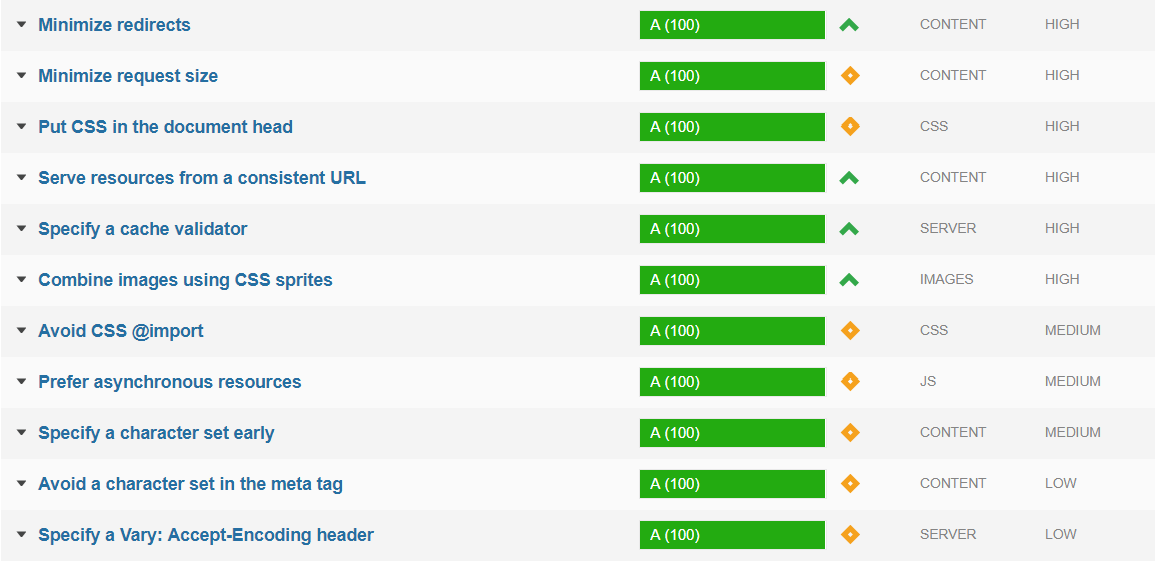 Minimize redirects A (100) CONTENT HIGH
Minimize request size A (100) CONTENT HIGH
Put CSS in the document head A (100) CSS HIGH
Serve resources from a consistent URL A (100) CONTENT HIGH
Specify a cache validator A (100) SERVER HIGH
Combine images using CSS sprites A (100) IMAGES HIGH
Avoid CSS @import A (100) CSS MEDIUM
Prefer asynchronous resources A (100) JS MEDIUM
Specify a character set early A (100) CONTENT MEDIUM
Avoid a character set in the meta tag A (100) CONTENT LOW
Specify a Vary: Accept-Encoding header A (100) SERVER LOW